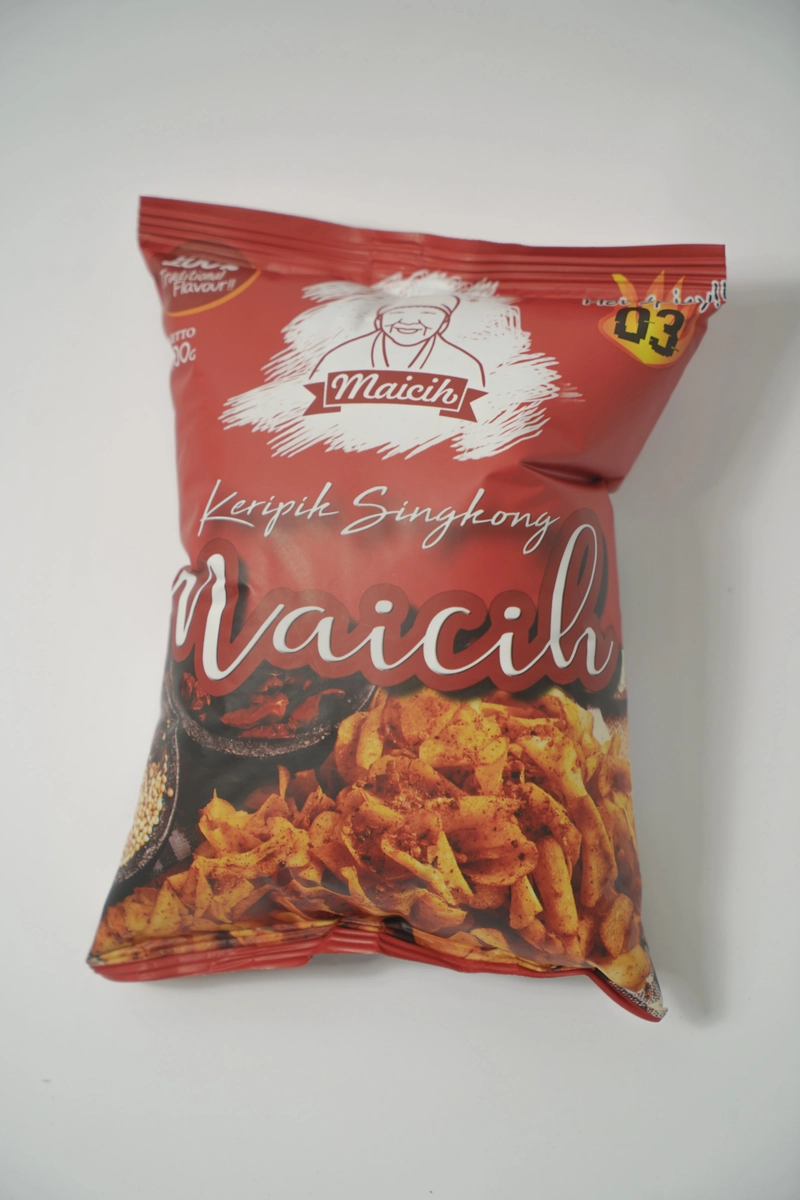 Traditional
Flavour!!
03
Maicih
Keripik Singkong
Maicih